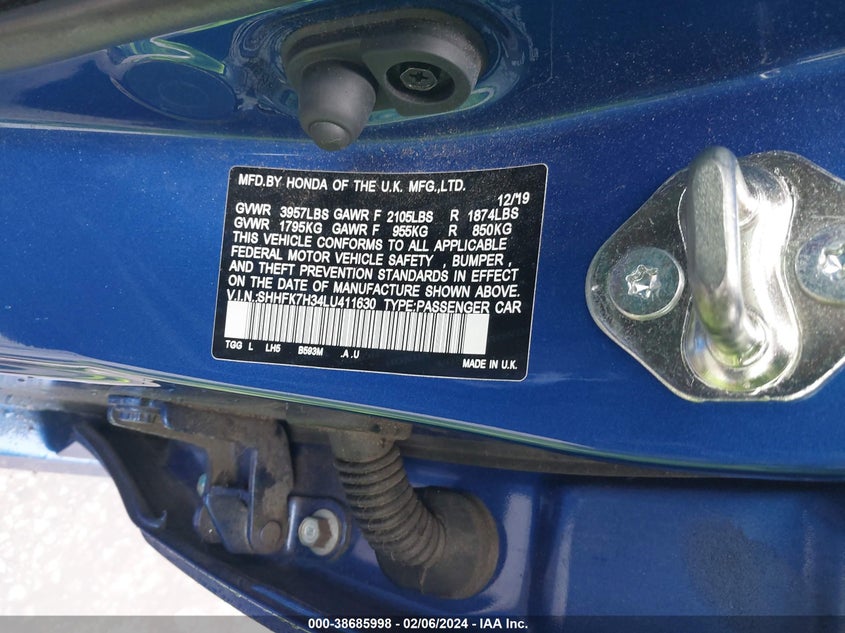 MFD.BY HONDA OF THE U.K. MFG.,LTD.
12/'19
GVWR 3957LBS GAWR F 2105LBS R 1874LBS
GVWR 1795KG GAWR F 955KG R 850KG
THIS VEHICLE CONFORMS TO ALL APPLICABLE
FEDERAL MOTOR VEHICLE SAFETY , BUMPER ,
AND THEFT PREVENTION STANDARDS IN EFFECT
ON THE DATE OF MANUFACTURE SHOWN ABOVE.
V.I.N.:SHHFK7H34LU411630 TYPE:PASSENGER CAR
TGG L LH5 B593M .A .U
MADE IN U.K.
000-38685998 - 02/06/2024 - IAA Inc.